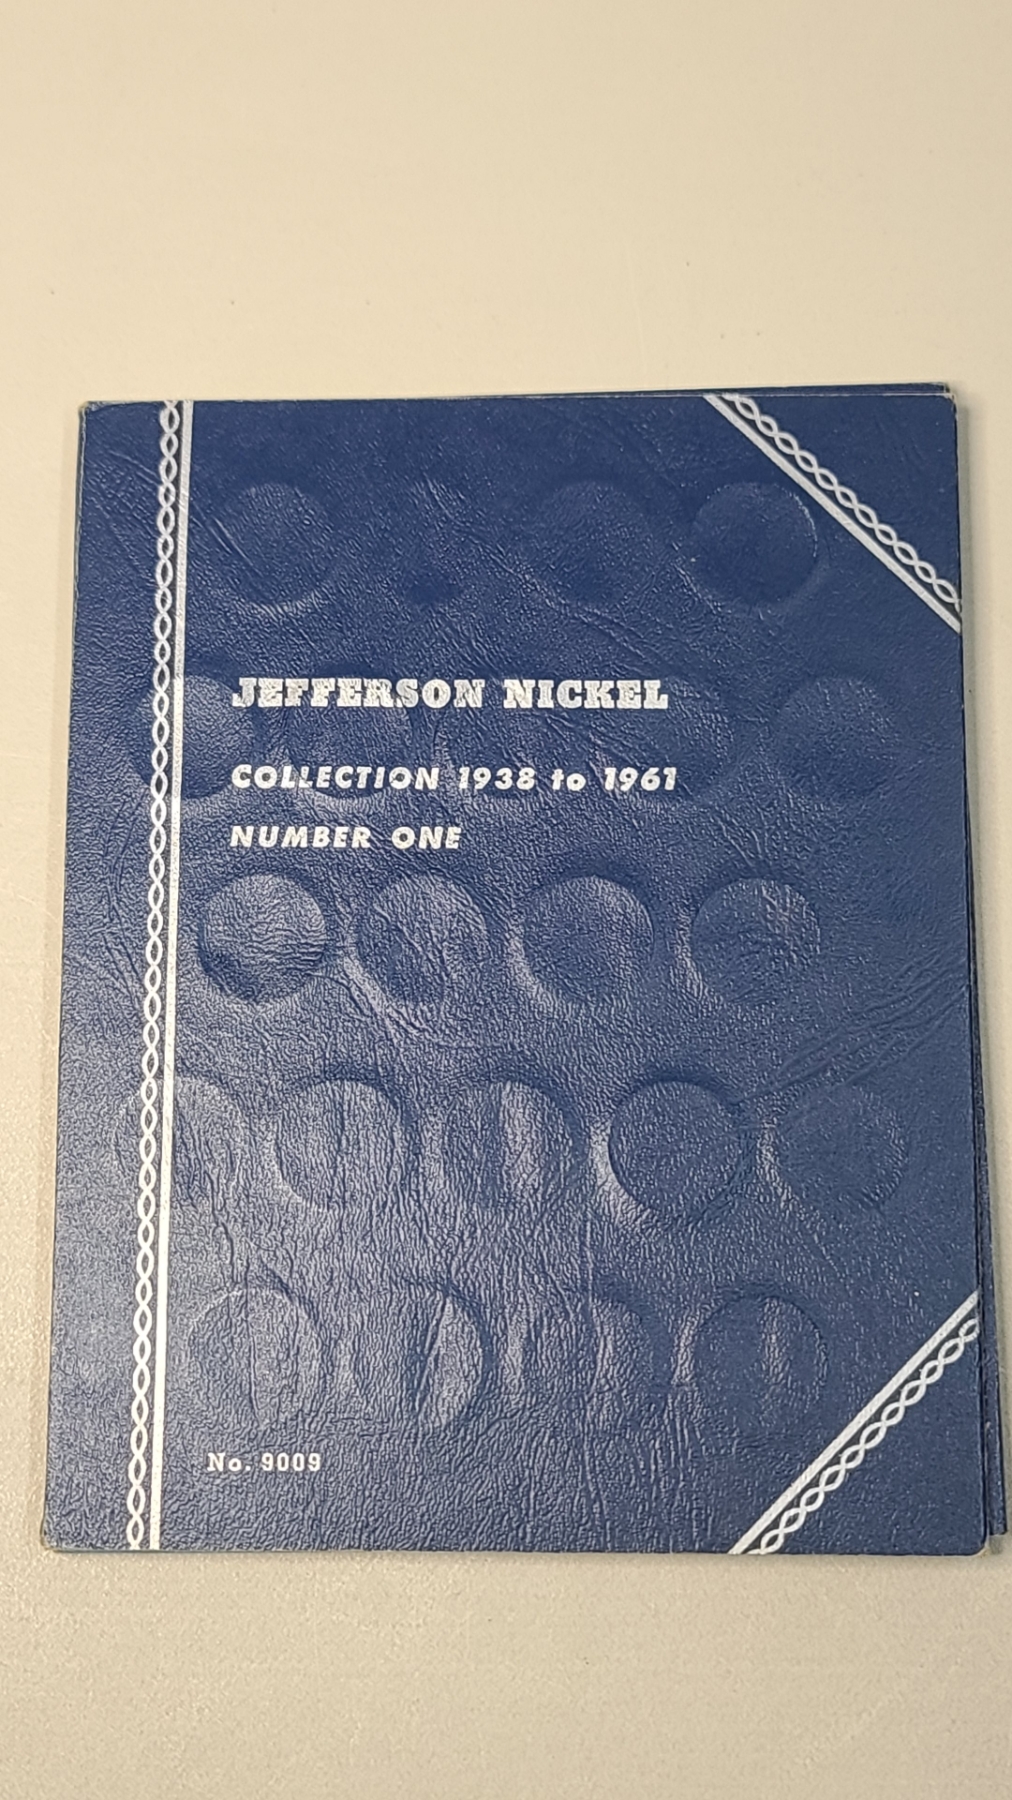 JEFFERSON NICKEL
COLLECTION 1938 to 1961
NUMBER ONE
No. 9009